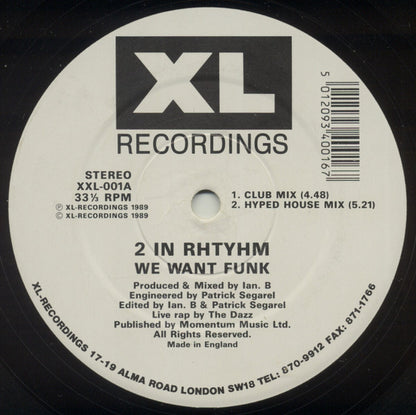 XL
RECORDINGS
5 012093 400167
STEREO
XXL-001A
33⅓ RPM
Ⓟ XL-RECORDINGS 1989
© XL-RECORDINGS 1989
1. CLUB MIX (4.48)
2. HYPED HOUSE MIX (5.21)
2 IN RHTYHM
WE WANT FUNK
Produced & Mixed by Ian. B
Engineered by Patrick Segarel
Edited by Ian. B & Patrick Segarel
Live rap by The Dazz
Published by Momentum Music Ltd.
All Rights Reserved.
Made in England
XL-RECORDINGS 17-19 ALMA ROAD LONDON SW18 TEL: 870-9912 FAX: 871-1766